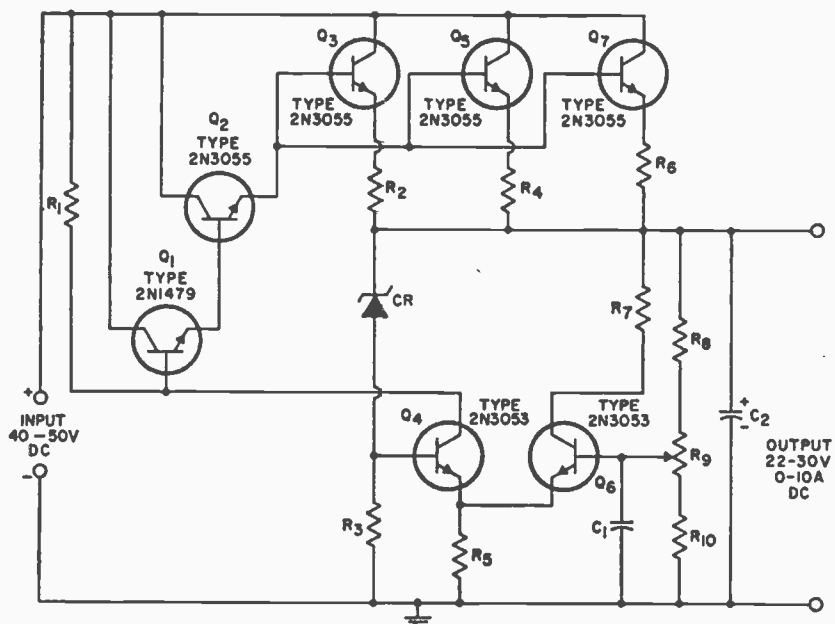 Q3
Q5
Q7
TYPE
2N3055
TYPE
2N3055
TYPE
2N3055
Q2
TYPE
2N3055
R1
R2
R4
R6
Q1
TYPE
2N1479
CR
R7
R8
+
INPUT
40–50V
DC
-
Q4
TYPE
2N3053
TYPE
2N3053
Q6
R9
+
C2
-
OUTPUT
22-30V
0-10A
DC
R3
R5
C1
R10